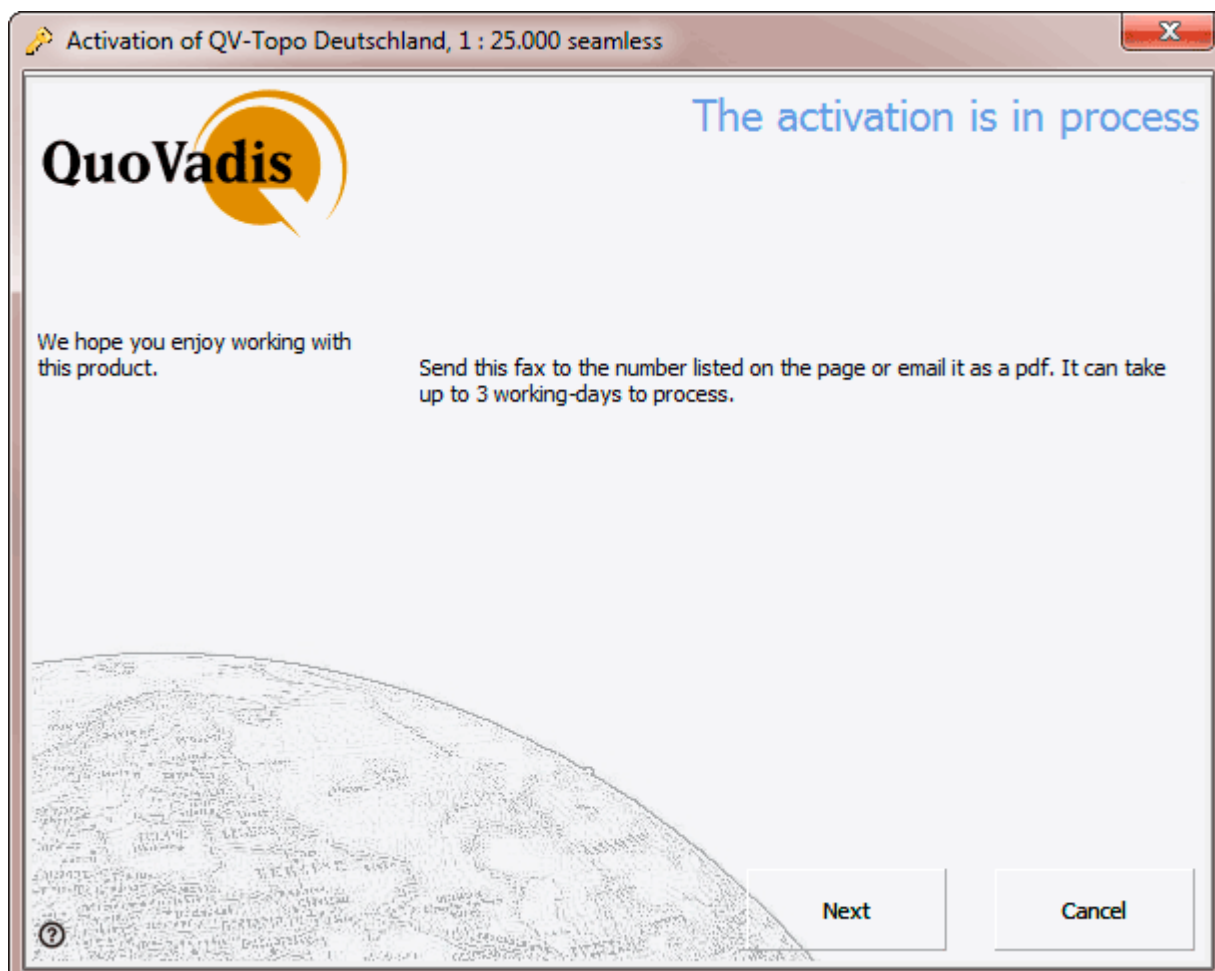 Activation of QV-Topo Deutschland, 1 : 25.000 seamless
The activation is in process
QuoVadis
We hope you enjoy working with
this product.
Send this fax to the number listed on the page or email it as a pdf. It can take
up to 3 working-days to process.
Next
Cancel